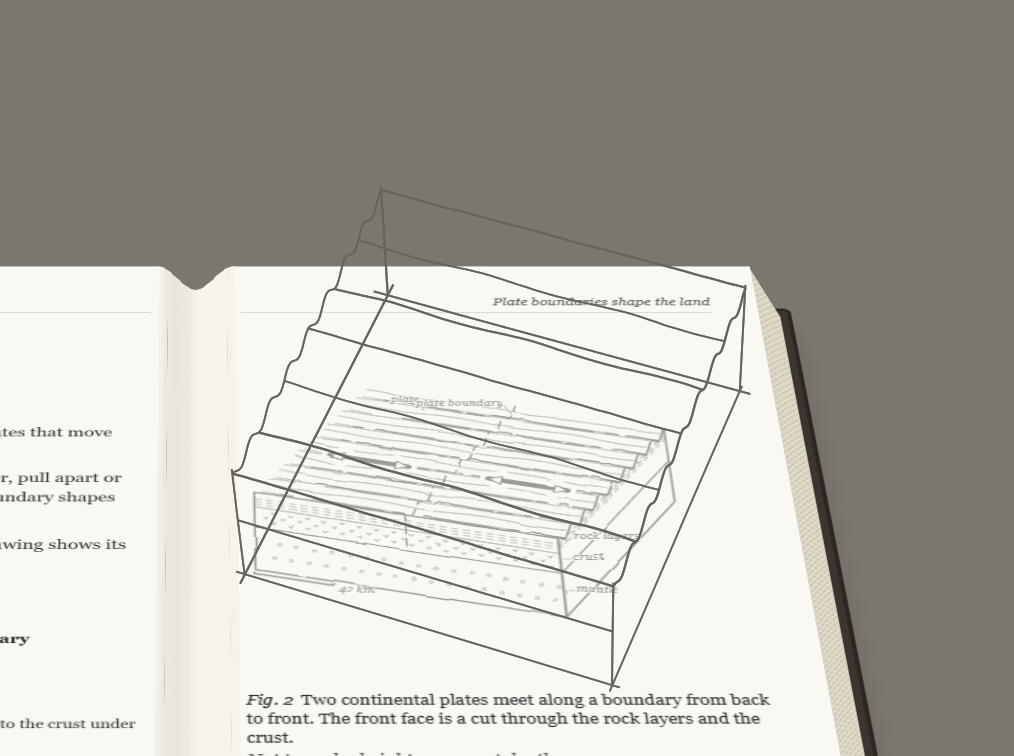 tes that move
r, pull apart or
undary shapes
wing shows its
ary
to the crust under
Plate boundaries shape the land
plate
plate boundary
rock layers
crust
mantle
40 km
Fig. 2 Two continental plates meet along a boundary from back
to front. The front face is a cut through the rock layers and the
crust.